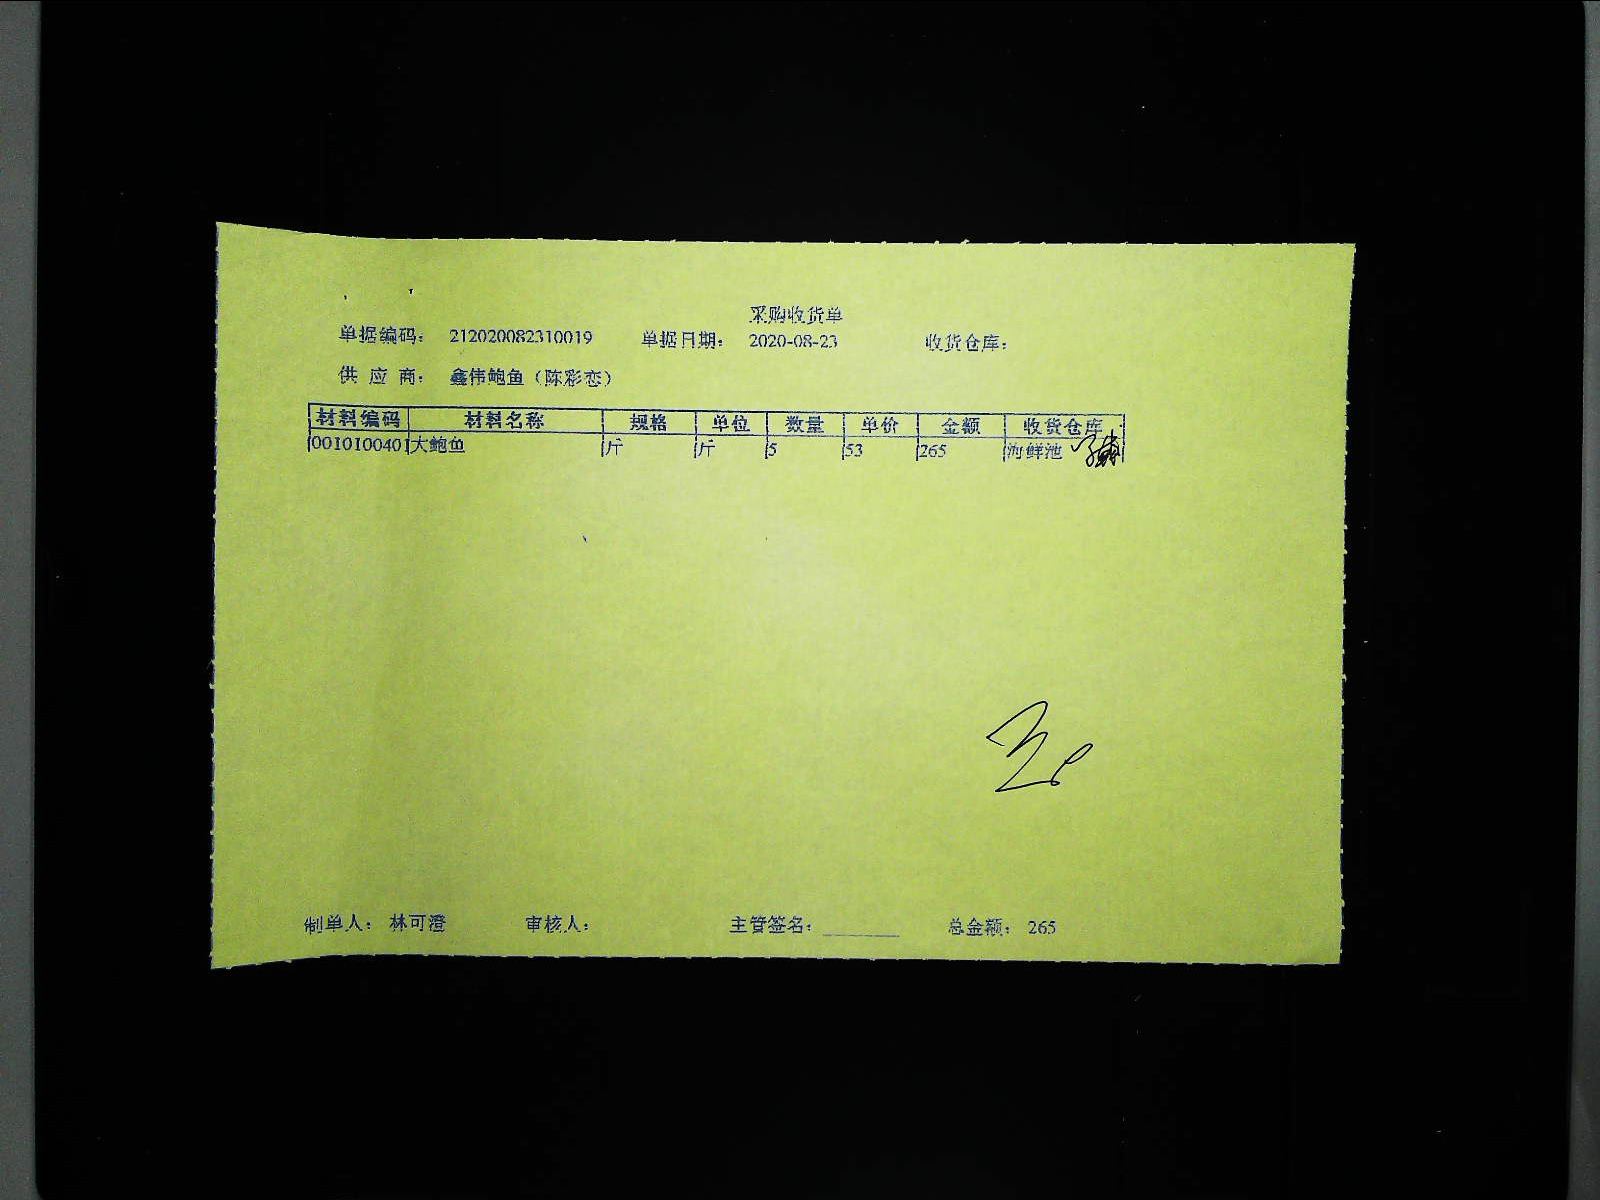 采购收货单
单据编码： 212020082310019 单据日期： 2020-08-23 收货仓库：
供 应 商： 鑫伟鲍鱼（陈彩恋）
材料编码 材料名称 规格 单位 数量 单价 金额 收货仓库
0010100401 大鲍鱼 斤 斤 5 53 265 海鲜池
制单人： 林可澄 审核人： 主管签名： 总金额： 265